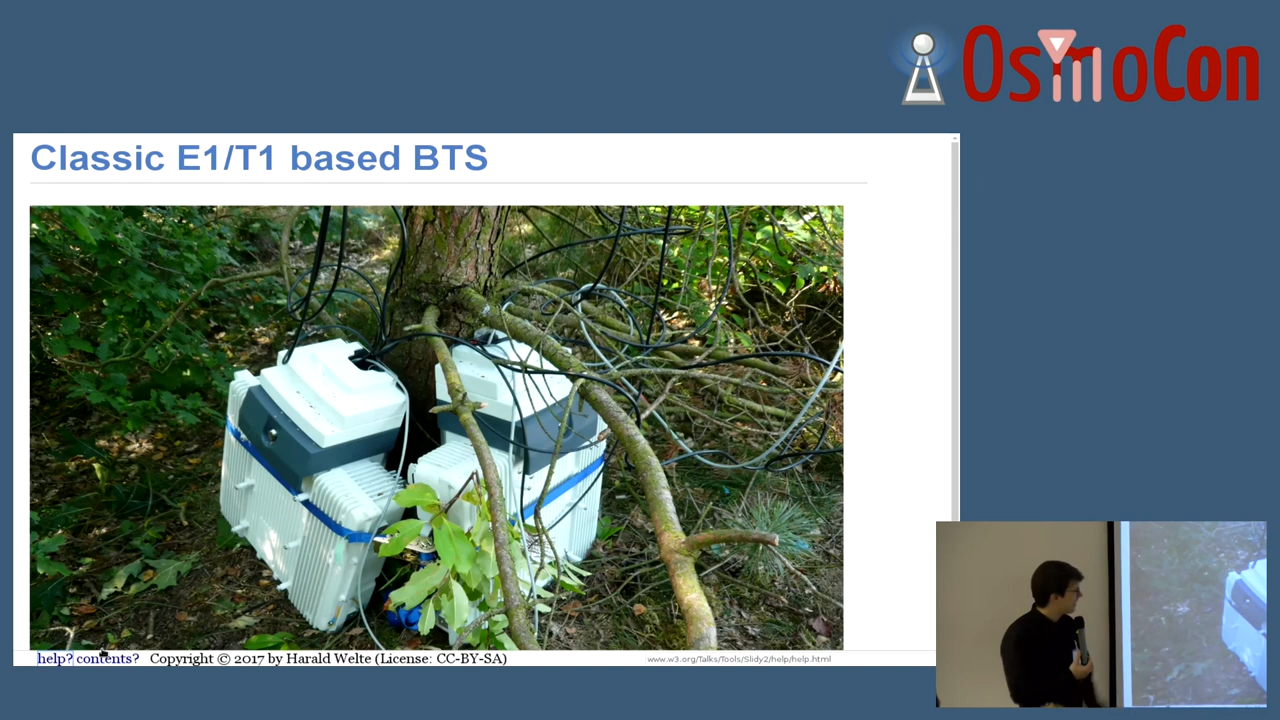 OsmoCon
Classic E1/T1 based BTS
help? contents? Copyright © 2017 by Harald Welte (License: CC-BY-SA)
www.w3.org/Talks/Tools/Slidy2/help/help.html